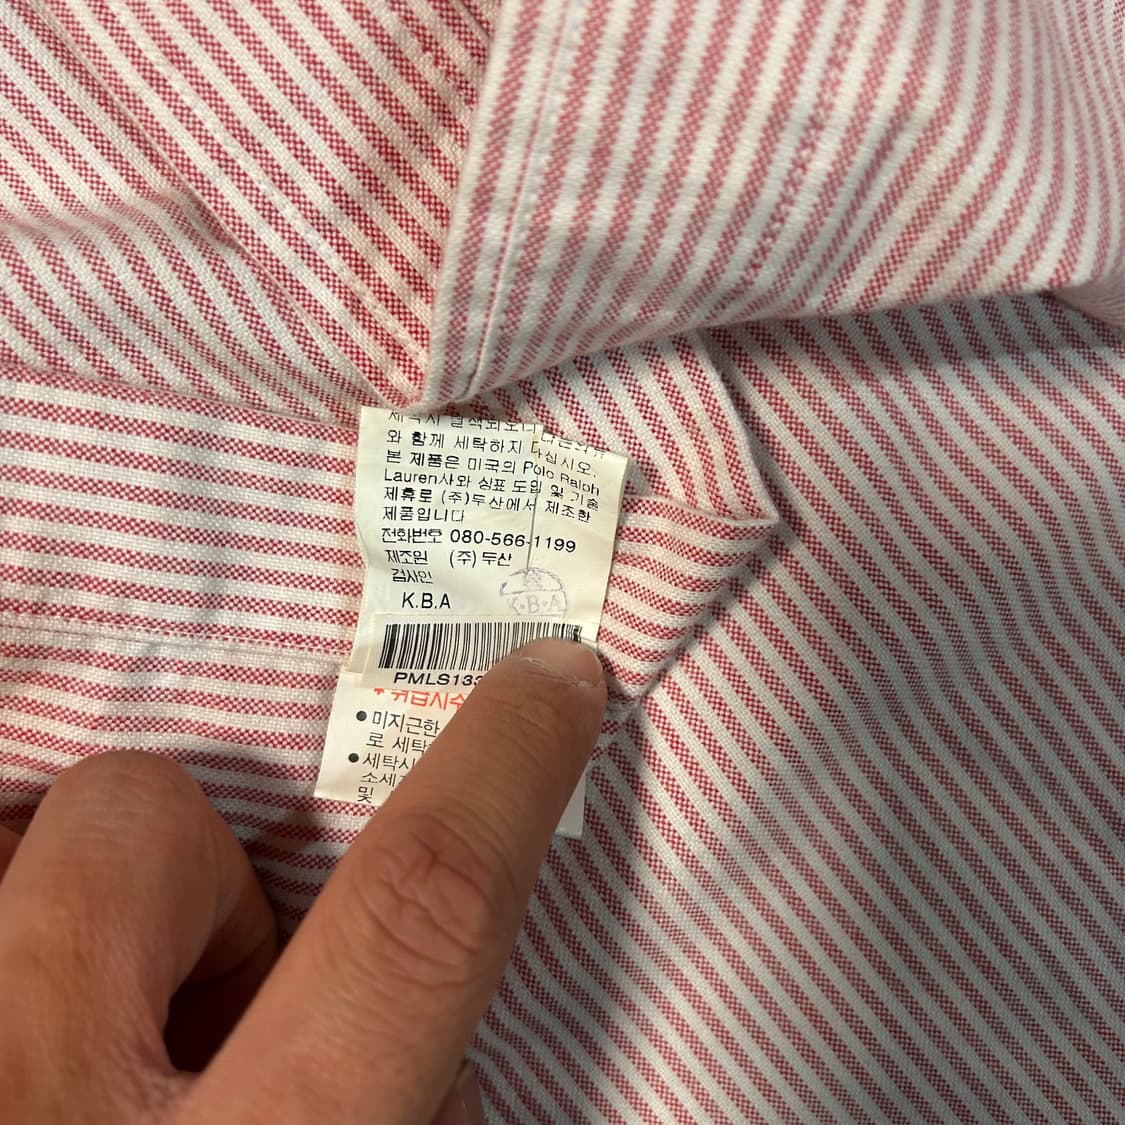 와 함께 세탁하지 마십시오.
본 제품은 미국의 Polo Ralph
Lauren사와 상표 도입 및 기술
제휴로 (주)두산에서 제조한
제품입니다
전화번호 080-566-1199
제조원 (주)두산
검사인
K.B.A
K·B·A
PMLS133
미지근한
로 세탁
세탁시
소세
및